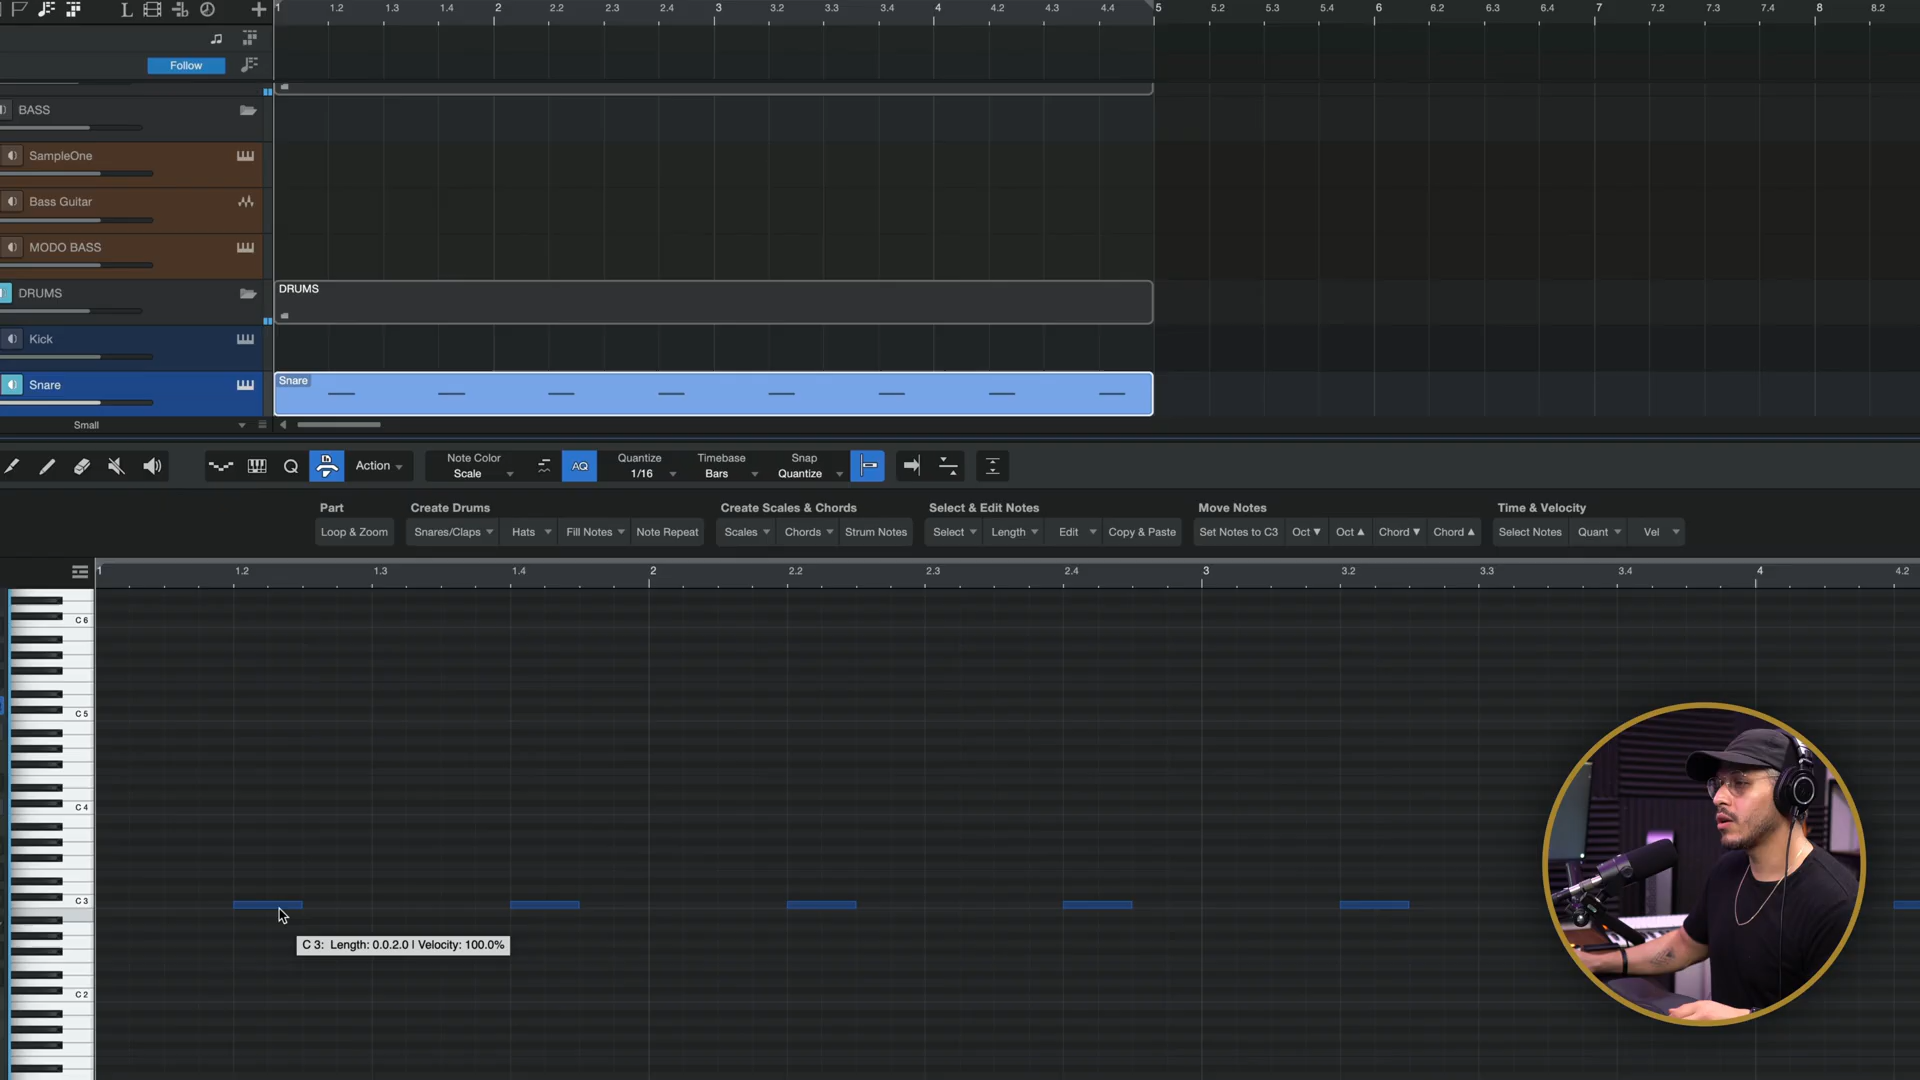 1 1.2 1.3 1.4 2 2.2 2.3 2.4 3 3.2 3.3 3.4 4 4.3 4.4 5 5.2 5.3 5.4 6 6.2 6.3 6.4 7 7.2 7.3 7.4 8 8.2
Follow
BASS
SampleOne
Bass Guitar
MODO BASS
DRUMS
DRUMS
Kick
Snare
Snare
Small
Action
Note Color
Scale
AQ
Quantize
1/16
Timebase
Bars
Snap
Quantize
Part
Create Drums
Create Scales & Chords
Select & Edit Notes
Move Notes
Time & Velocity
Loop & Zoom
Snares/Claps
Hats
Fill Notes
Note Repeat
Scales
Chords
Strum Notes
Select
Length
Edit
Copy & Paste
Set Notes to C3
Oct
Oct
Chord
Chord
Select Notes
Quant
Vel
1 1.2 1.3 1.4 2 2.2 2.3 2.4 3 3.2 3.3 3.4 4 4.2
C 6
C 5
C 4
C 3
C 3: Length: 0.0.2.0 | Velocity: 100.0%
C 2